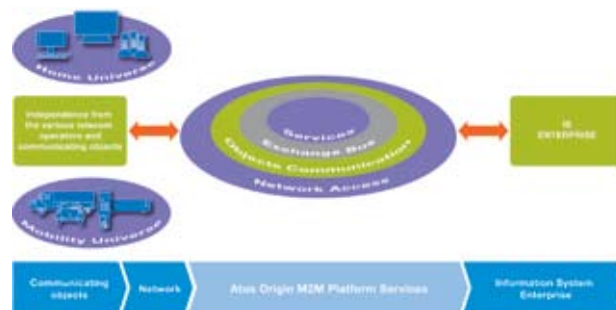 Home Universe
Independence from
the various telecom
operators and
communicating objects
Mobility Universe
Services
Exchange Bus
Objects Communication
Network Access
IS
ENTERPRISE
Communicating
objects
Network
Atos Origin M2M Platform Services
Information System
Enterprise